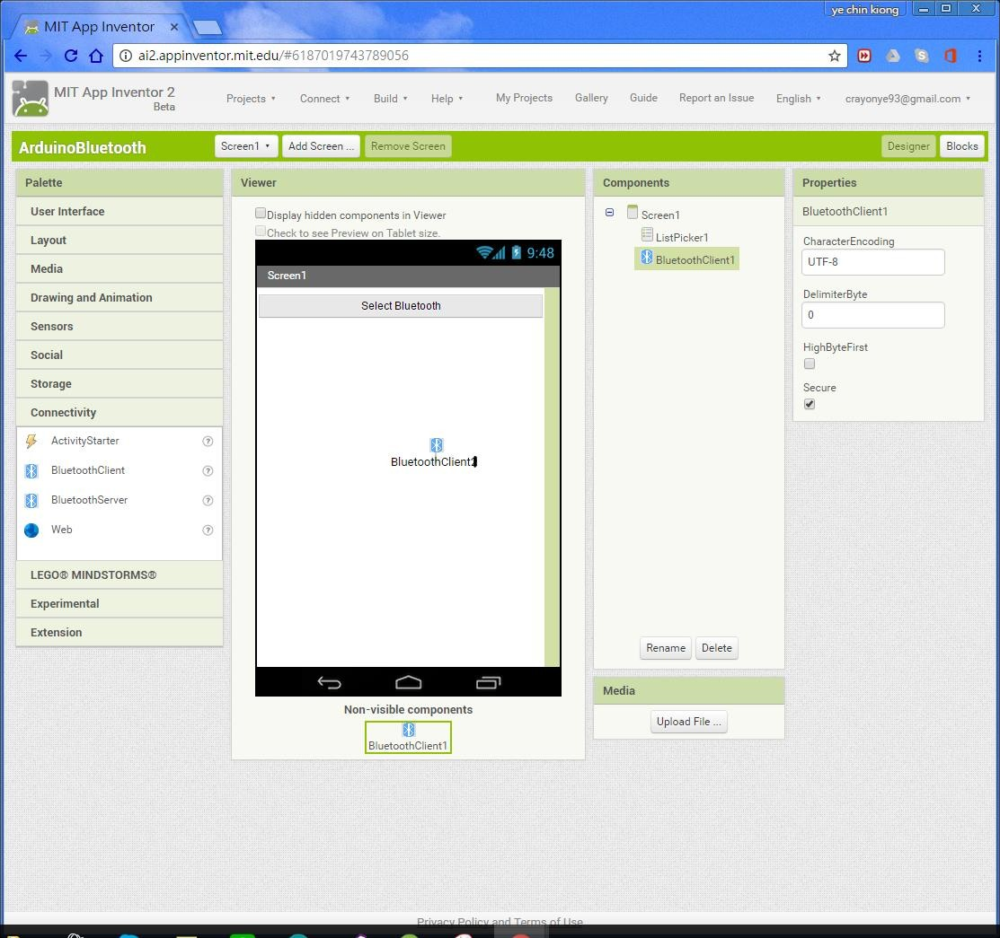 ye chin kiong
MIT App Inventor
ai2.appinventor.mit.edu/#6187019743789056
MIT App Inventor 2
Beta
Projects
Connect
Build
Help
My Projects
Gallery
Guide
Report an Issue
English
crayonye93@gmail.com
ArduinoBluetooth
Screen1
Add Screen ...
Remove Screen
Designer
Blocks
Palette
User Interface
Layout
Media
Drawing and Animation
Sensors
Social
Storage
Connectivity
ActivityStarter
BluetoothClient
BluetoothServer
Web
LEGO® MINDSTORMS®
Experimental
Extension
Viewer
Display hidden components in Viewer
Check to see Preview on Tablet size.
9:48
Screen1
Select Bluetooth
BluetoothClient2
Non-visible components
BluetoothClient1
Components
Screen1
ListPicker1
BluetoothClient1
Rename
Delete
Media
Upload File ...
Properties
BluetoothClient1
CharacterEncoding
UTF-8
DelimiterByte
0
HighByteFirst
Secure
Privacy Policy and Terms of Use